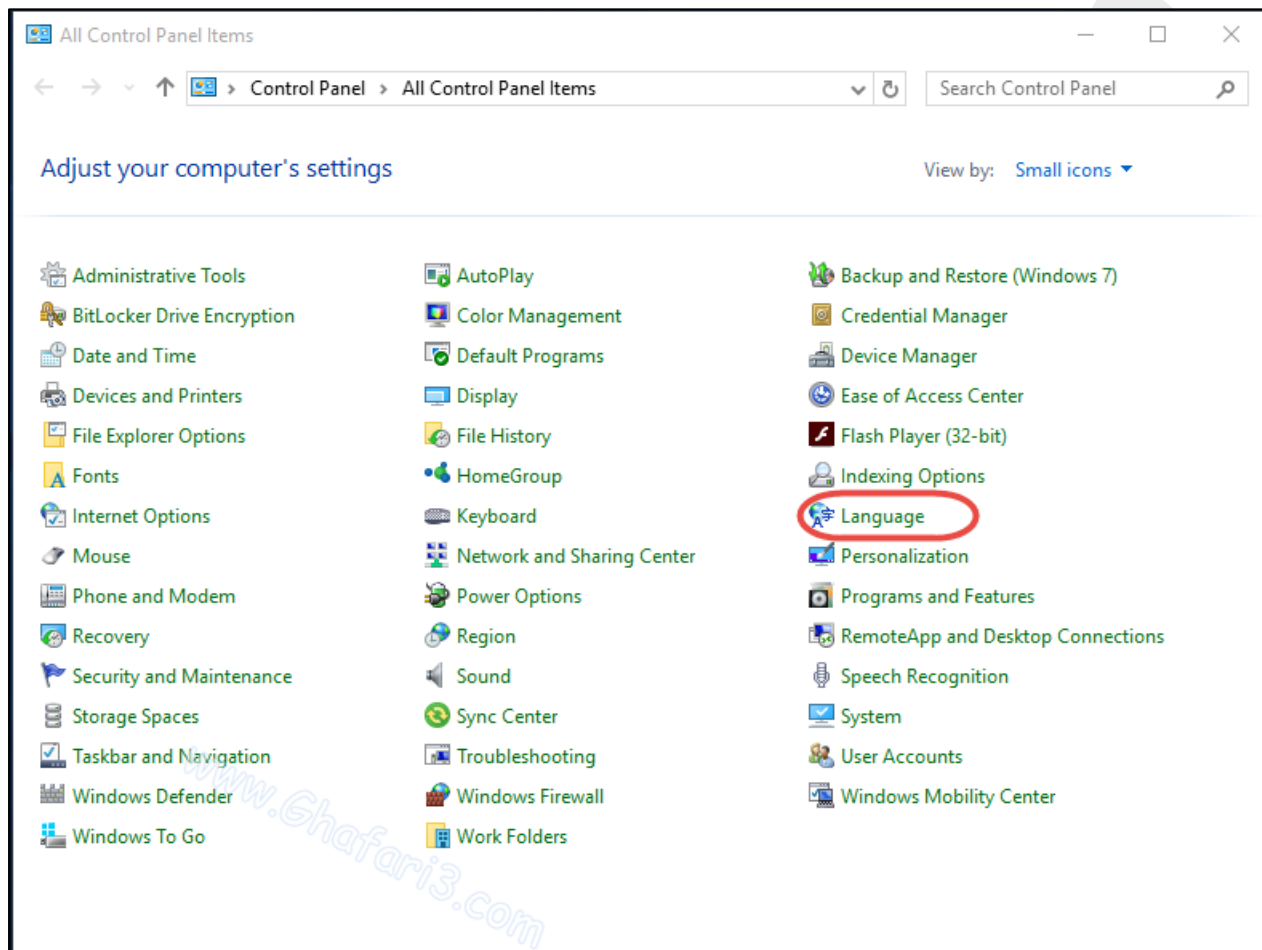 All Control Panel Items
Control Panel › All Control Panel Items
Search Control Panel
Adjust your computer's settings
View by: Small icons
Administrative Tools
AutoPlay
Backup and Restore (Windows 7)
BitLocker Drive Encryption
Color Management
Credential Manager
Date and Time
Default Programs
Device Manager
Devices and Printers
Display
Ease of Access Center
File Explorer Options
File History
Flash Player (32-bit)
Fonts
HomeGroup
Indexing Options
Internet Options
Keyboard
Language
Mouse
Network and Sharing Center
Personalization
Phone and Modem
Power Options
Programs and Features
Recovery
Region
RemoteApp and Desktop Connections
Security and Maintenance
Sound
Speech Recognition
Storage Spaces
Sync Center
System
Taskbar and Navigation
Troubleshooting
User Accounts
Windows Defender
Windows Firewall
Windows Mobility Center
Windows To Go
Work Folders
www.Ghafari3.com